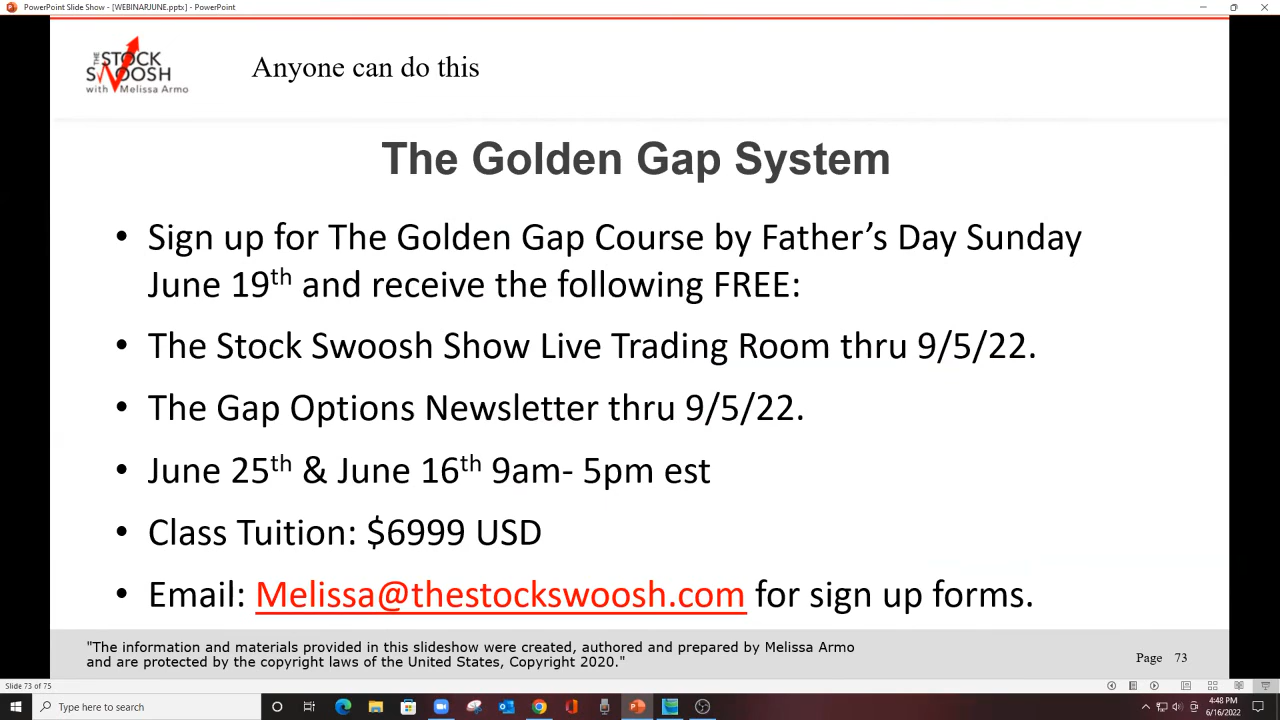 PowerPoint Slide Show - [WEBINARJUNE.pptx] - PowerPoint
THE STOCK
SWOOSH
with Melissa Armo
Anyone can do this
The Golden Gap System
• Sign up for The Golden Gap Course by Father’s Day Sunday
June 19th and receive the following FREE:
• The Stock Swoosh Show Live Trading Room thru 9/5/22.
• The Gap Options Newsletter thru 9/5/22.
• June 25th & June 16th 9am- 5pm est
• Class Tuition: $6999 USD
• Email: Melissa@thestockswoosh.com for sign up forms.
"The information and materials provided in this slideshow were created, authored and prepared by Melissa Armo
and are protected by the copyright laws of the United States, Copyright 2020."
Page 73
Slide 73 of 75
Type here to search
4:48 PM
6/16/2022